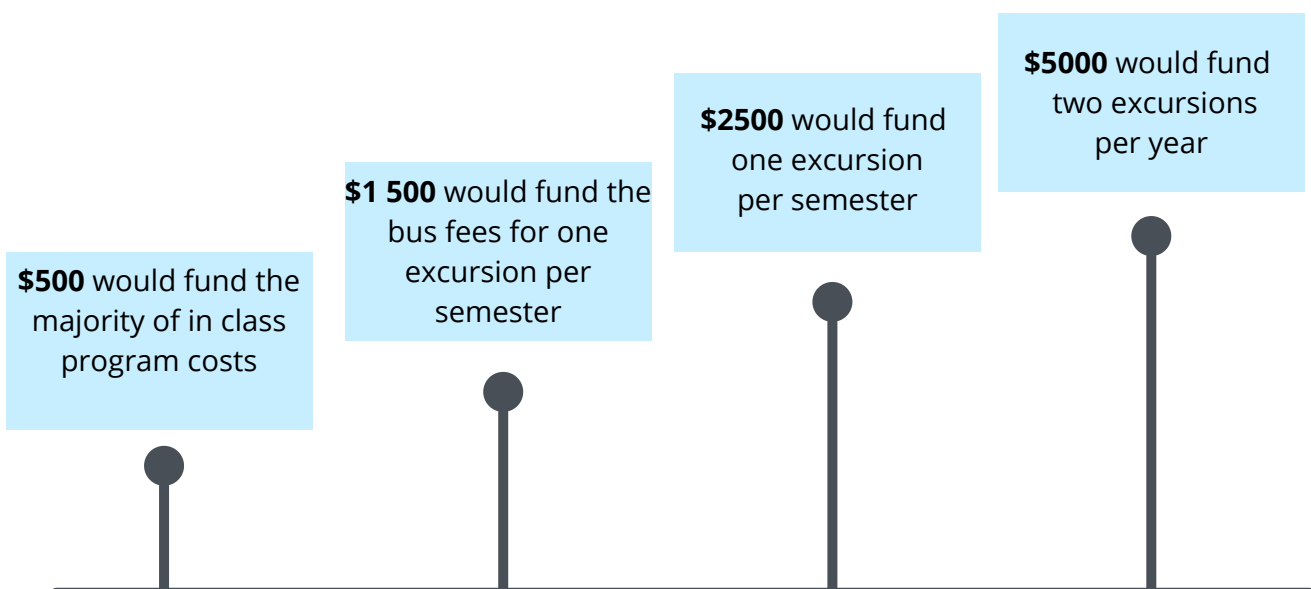 $500 would fund the
majority of in class
program costs
$1 500 would fund the
bus fees for one
excursion per
semester
$2500 would fund
one excursion
per semester
$5000 would fund
two excursions
per year